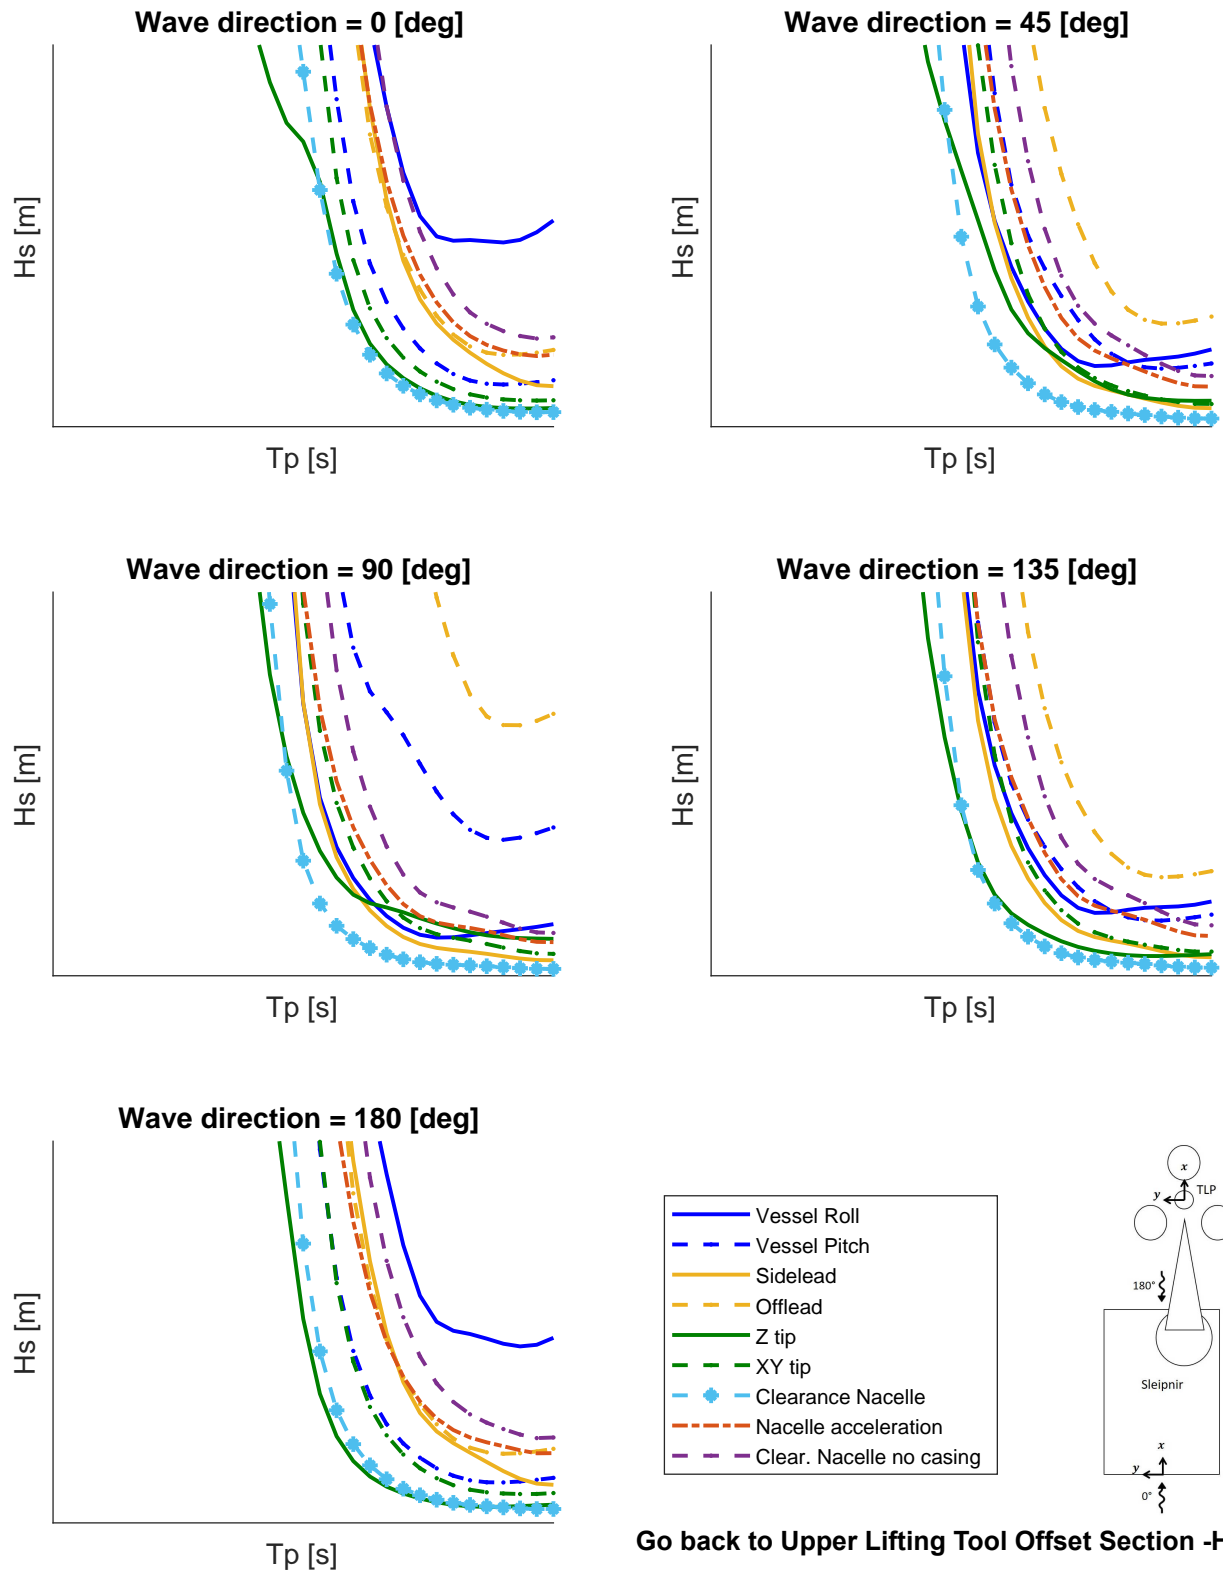 Wave direction = 0 [deg]
Hs [m]
Tp [s]
Wave direction = 45 [deg]
Hs [m]
Tp [s]
Wave direction = 90 [deg]
Hs [m]
Tp [s]
Wave direction = 135 [deg]
Hs [m]
Tp [s]
Wave direction = 180 [deg]
Hs [m]
Tp [s]
Vessel Roll
Vessel Pitch
Sidelead
Offlead
Z tip
XY tip
Clearance Nacelle
Nacelle acceleration
Clear. Nacelle no casing
x
TLP
y
180°
Sleipnir
x
y
0°
Go back to Upper Lifting Tool Offset Section -H